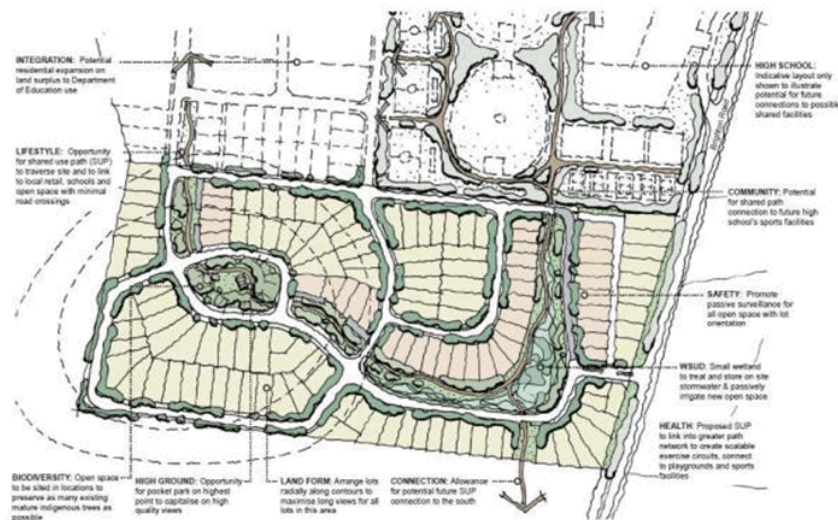 INTEGRATION: Potential
residential expansion on
land surplus to Department
of Education use
HIGH SCHOOL:
Indicative layout only
shown to illustrate
potential for future
connections to possible
shared facilities
Road
LIFESTYLE: Opportunity
for shared use path (SUP)
to traverse site and to link
to local retail, schools and
open space with minimal
road crossings
COMMUNITY: Potential
for shared path
connection to future high
school's sports facilities
SAFETY: Promote
passive surveillance for
all open space with lot
orientation
WSUD: Small wetland
to treat and store on site
stormwater & passively
irrigate new open space
HEALTH: Proposed SUP
to link into greater path
network to create scalable
exercise circuits, connect
to playgrounds and sports
facilities
BIODIVERSITY: Open space
to be sited in locations to
preserve as many existing
mature indigenous trees as
possible
HIGH GROUND: Opportunity
for pocket park on highest
point to capitalise on high
quality views
LAND FORM: Arrange lots
radially along contours to
maximise long views for all
lots in this area
CONNECTION: Allowance
for potential future SUP
connection to the south